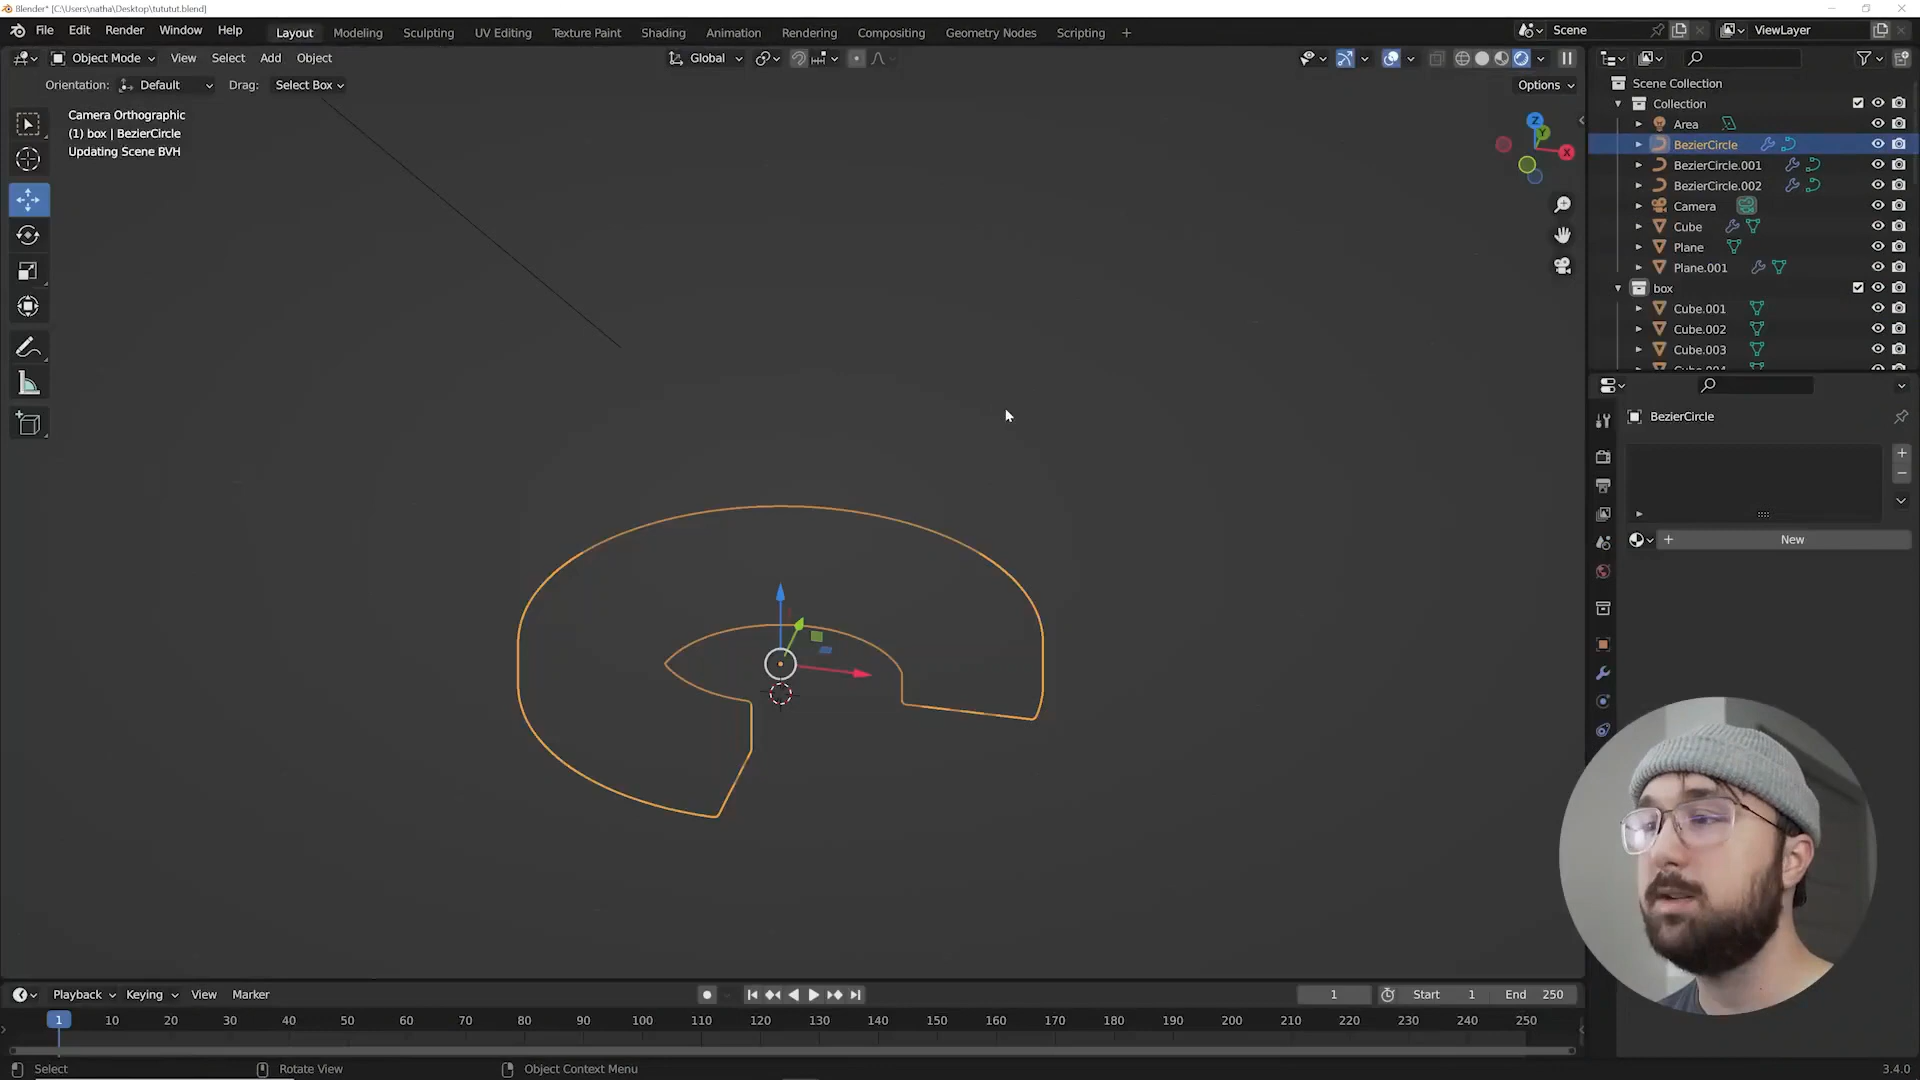 Blender* [C:\Users\natha\Desktop\tututut.blend]
File Edit Render Window Help
Layout Modeling Sculpting UV Editing Texture Paint Shading Animation Rendering Compositing Geometry Nodes Scripting +
Scene
ViewLayer
Object Mode View Select Add Object
Global
Orientation: Default Drag: Select Box
Options
Camera Orthographic
(1) box | BezierCircle
Updating Scene BVH
Z
Y
X
Scene Collection
Collection
Area
BezierCircle
BezierCircle.001
BezierCircle.002
Camera
Cube
Plane
Plane.001
box
Cube.001
Cube.002
Cube.003
BezierCircle
New
Playback Keying View Marker
1
Start 1
End 250
1 10 20 30 40 50 60 70 80 90 100 110 120 130 140 150 160 170 180 190 200 210 220 230 240 250
Select
Rotate View
Object Context Menu
3.4.0